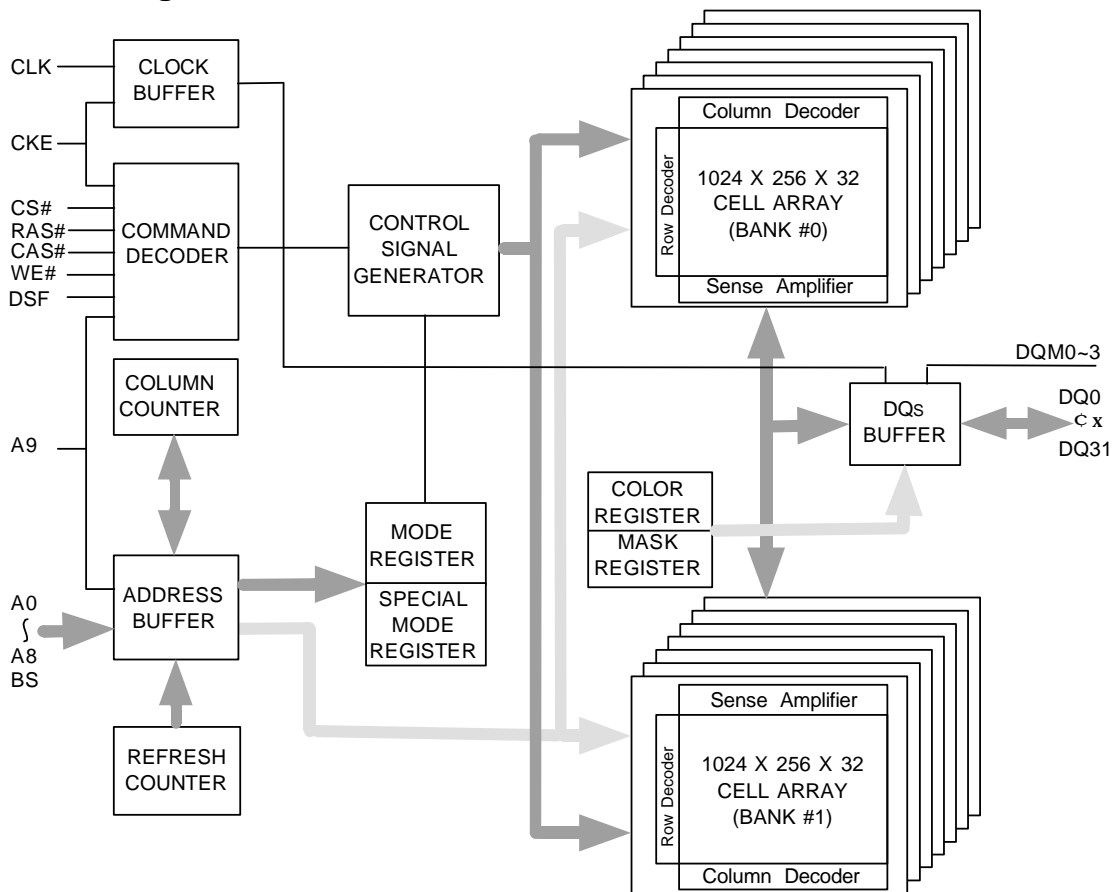 CLK
CLOCK
BUFFER
CKE
CS#
RAS#
CAS#
WE#
DSF
COMMAND
DECODER
CONTROL
SIGNAL
GENERATOR
Column Decoder
Row Decoder
1024 X 256 X 32
CELL ARRAY
(BANK #0)
Sense Amplifier
COLUMN
COUNTER
A9
DQM0~3
DQs
BUFFER
DQ0
¢x
DQ31
COLOR
REGISTER
MASK
REGISTER
MODE
REGISTER
SPECIAL
MODE
REGISTER
A0
∫
A8
BS
ADDRESS
BUFFER
REFRESH
COUNTER
Sense Amplifier
Row Decoder
1024 X 256 X 32
CELL ARRAY
(BANK #1)
Column Decoder